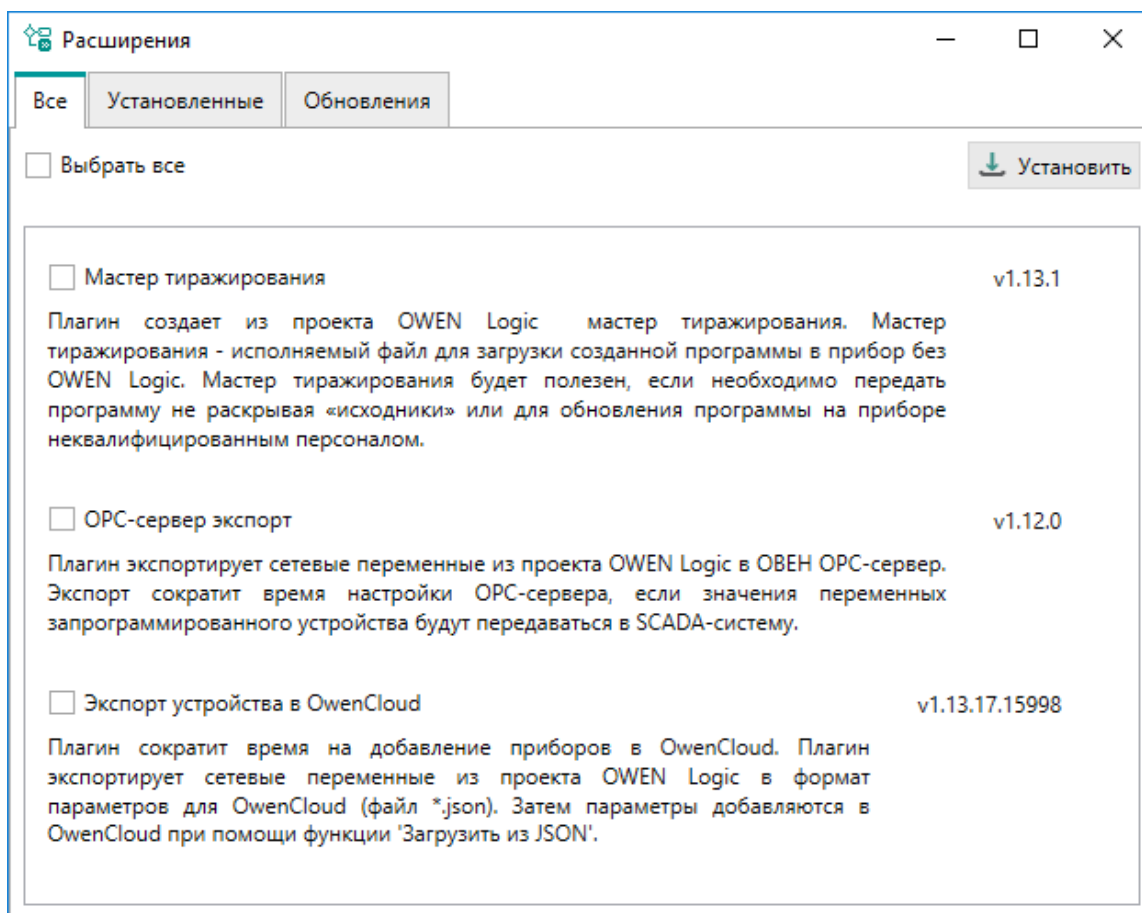 Расширения
Все Установленные Обновления
Выбрать все Установить
Мастер тиражирования v1.13.1
Плагин создает из проекта OWEN Logic мастер тиражирования. Мастер
тиражирования - исполняемый файл для загрузки созданной программы в прибор без
OWEN Logic. Мастер тиражирования будет полезен, если необходимо передать
программу не раскрывая «исходники» или для обновления программы на приборе
неквалифицированным персоналом.
OPC-сервер экспорт v1.12.0
Плагин экспортирует сетевые переменные из проекта OWEN Logic в ОВЕН OPC-сервер.
Экспорт сократит время настройки OPC-сервера, если значения переменных
запрограммированного устройства будут передаваться в SCADA-систему.
Экспорт устройства в OwenCloud v1.13.17.15998
Плагин сократит время на добавление приборов в OwenCloud. Плагин
экспортирует сетевые переменные из проекта OWEN Logic в формат
параметров для OwenCloud (файл *.json). Затем параметры добавляются в
OwenCloud при помощи функции 'Загрузить из JSON'.